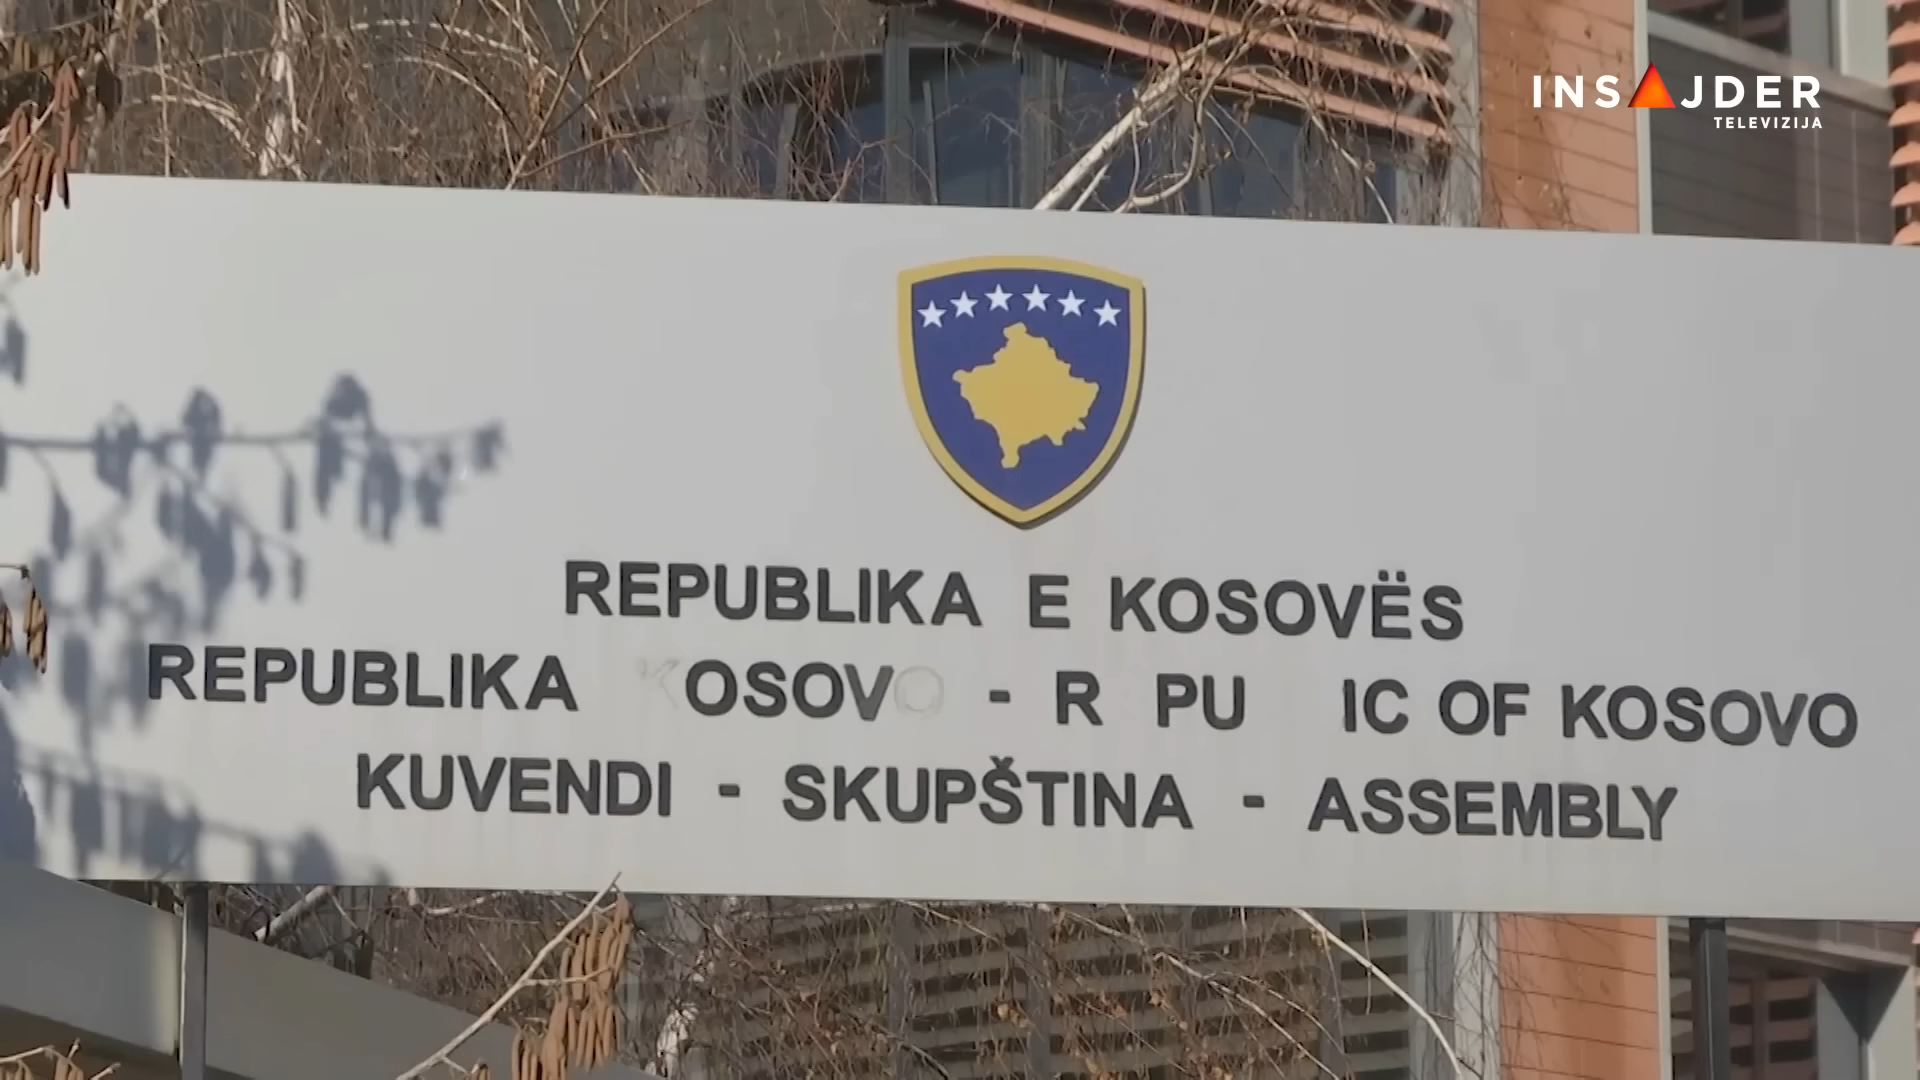 INSAJDER
TELEVIZIJA
REPUBLIKA E KOSOVËS
REPUBLIKA KOSOVO - R PU IC OF KOSOVO
KUVENDI - SKUPŠTINA - ASSEMBLY